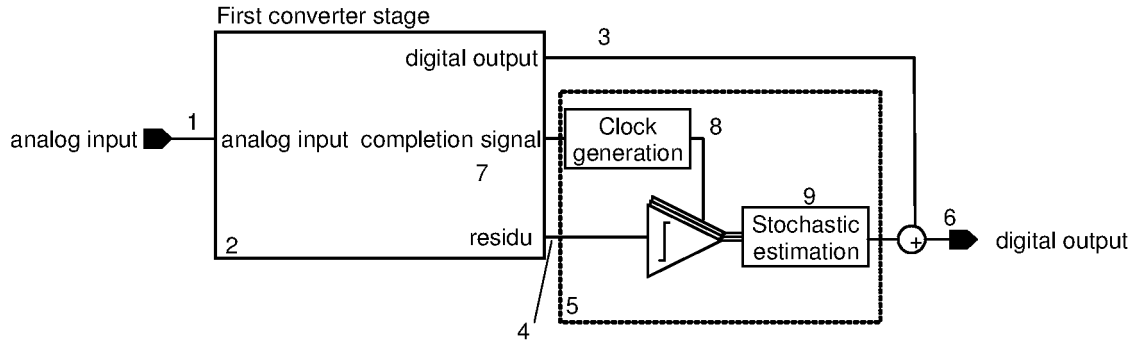 First converter stage
digital output
3
analog input
1
analog input
completion signal
7
Clock
generation
8
9
Stochastic
estimation
residu
2
4
5
+
6
digital output